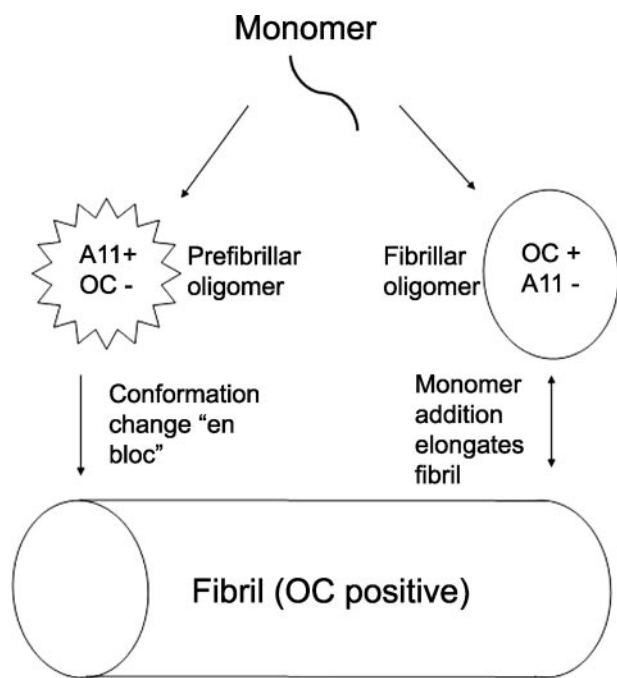 Monomer
A11+
OC -
Prefibrillar
oligomer
Fibrillar
oligomer
OC +
A11 -
Conformation
change “en
bloc”
Monomer
addition
elongates
fibril
Fibril (OC positive)